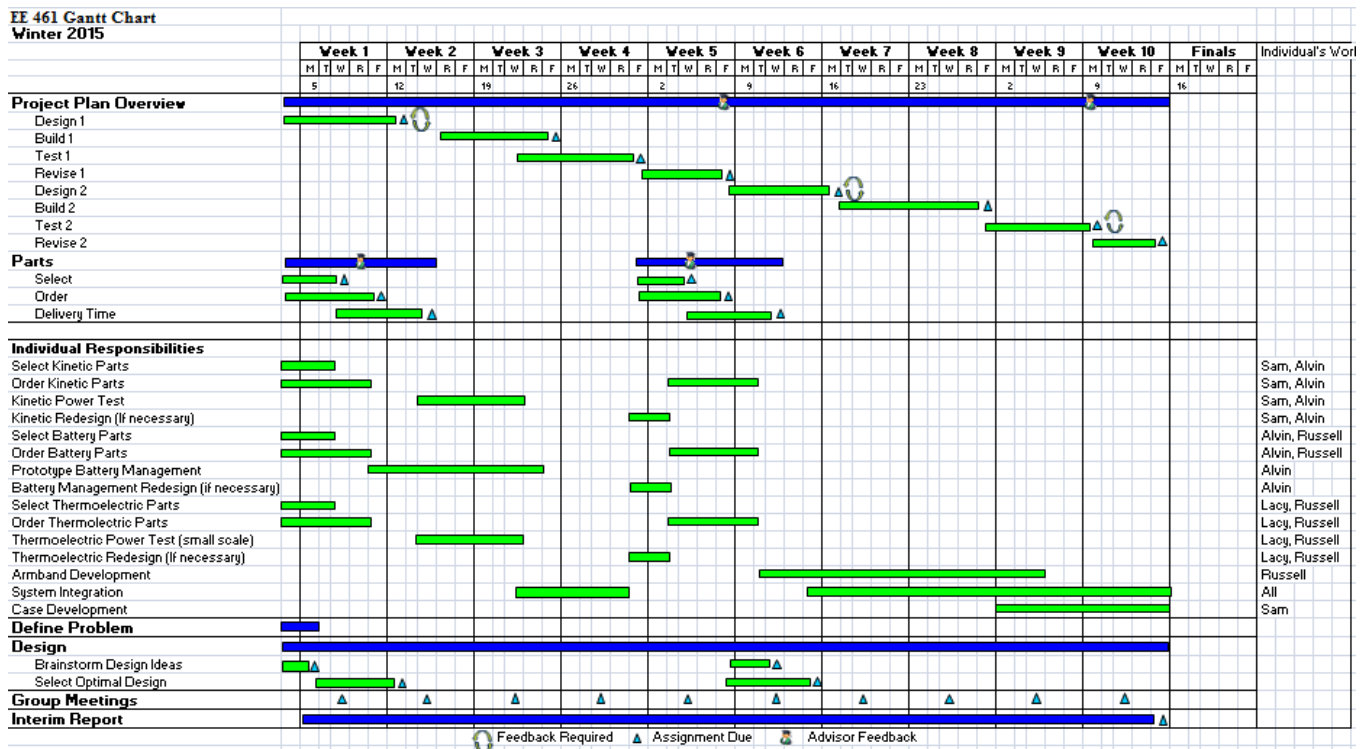 EE 461 Gantt Chart
Winter 2015
Week 1 Week 2 Week 3 Week 4 Week 5 Week 6 Week 7 Week 8 Week 9 Week 10 Finals Individual's Wor
M T W R F M T W R F M T W R F M T W R F M T W R F M T W R F M T W R F M T W R F M T W R F M T W R F M T W R F
5 12 19 26 2 9 16 23 2 9 16
Project Plan Overview
Design 1
Build 1
Test 1
Revise 1
Design 2
Build 2
Test 2
Revise 2
Parts
Select
Order
Delivery Time
Individual Responsibilities
Select Kinetic Parts Sam, Alvin
Order Kinetic Parts Sam, Alvin
Kinetic Power Test Sam, Alvin
Kinetic Redesign (If necessary) Sam, Alvin
Select Battery Parts Alvin, Russell
Order Battery Parts Alvin, Russell
Prototype Battery Management Alvin
Battery Management Redesign (if necessary) Alvin
Select Thermoelectric Parts Lacy, Russell
Order Thermolectric Parts Lacy, Russell
Thermoelectric Power Test (small scale) Lacy, Russell
Thermoelectric Redesign (If necessary) Lacy, Russell
Armband Development Russell
System Integration All
Case Development Sam
Define Problem
Design
Brainstorm Design Ideas
Select Optimal Design
Group Meetings
Interim Report
Feedback Required Assignment Due Advisor Feedback